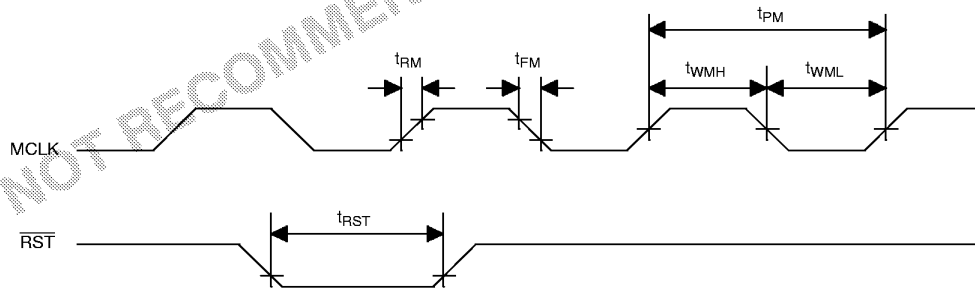 NOT RECOMMEN
tPM
tRM
tFM
tWMH
tWML
MCLK
tRST
RST